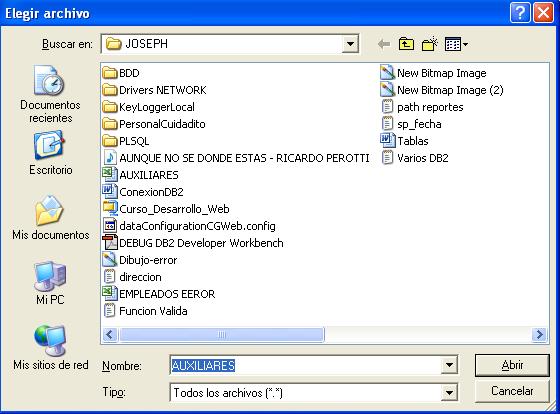 Elegir archivo
Buscar en:
JOSEPH
Documentos
recientes
Escritorio
Mis documentos
Mi PC
Mis sitios de red
BDD
Drivers NETWORK
KeyLoggerLocal
PersonalCuidadito
PLSQL
AUNQUE NO SE DONDE ESTAS - RICARDO PEROTTI
AUXILIARES
ConexionDB2
Curso_Desarrollo_Web
dataConfigurationCGWeb.config
DEBUG DB2 Developer Workbench
Dibujo-error
direccion
EMPLEADOS EEROR
Funcion Valida
New Bitmap Image
New Bitmap Image (2)
path reportes
sp_fecha
Tablas
Varios DB2
Nombre:
AUXILIARES
Abrir
Tipo:
Todos los archivos (*.*)
Cancelar